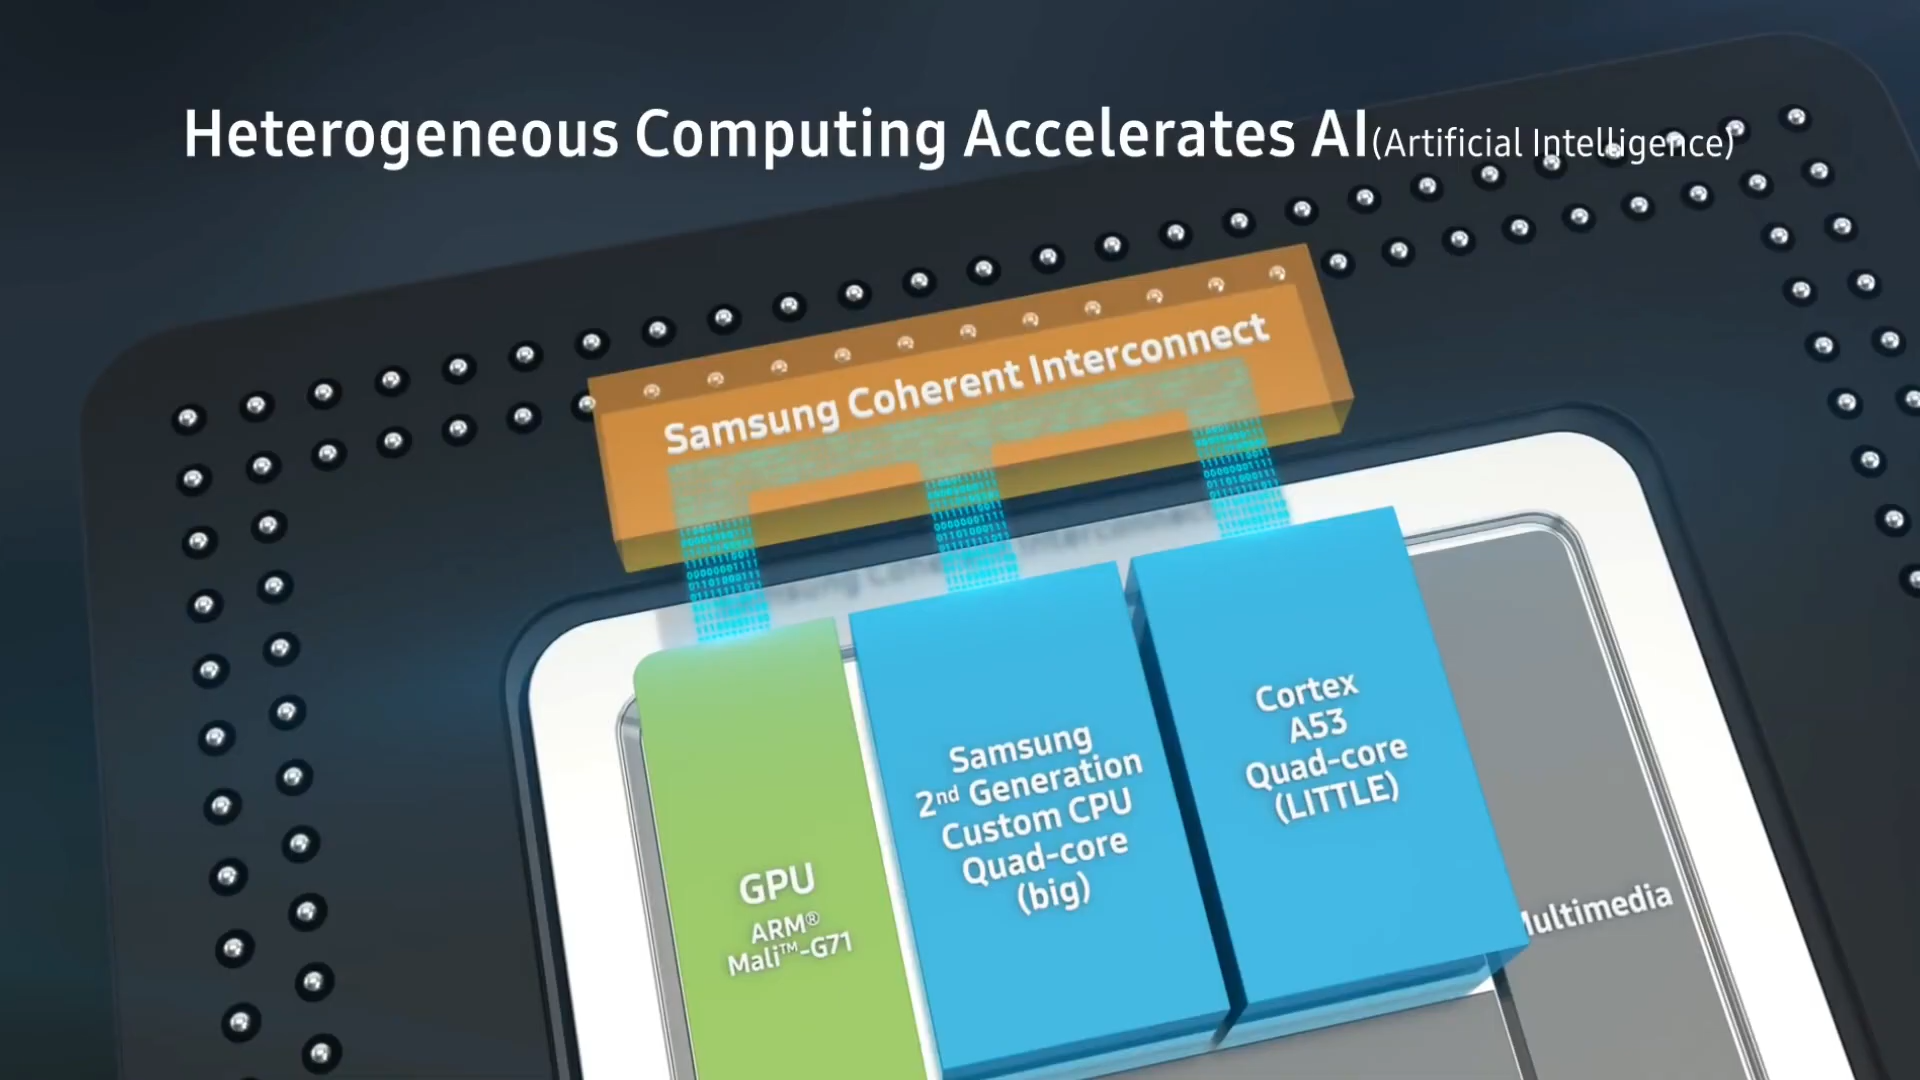 Heterogeneous Computing Accelerates AI(Artificial Intelligence)
Samsung Coherent Interconnect
GPU
ARM®
Mali™-G71
Samsung
2nd Generation
Custom CPU
Quad-core
(big)
Cortex
A53
Quad-core
(LITTLE)
Multimedia